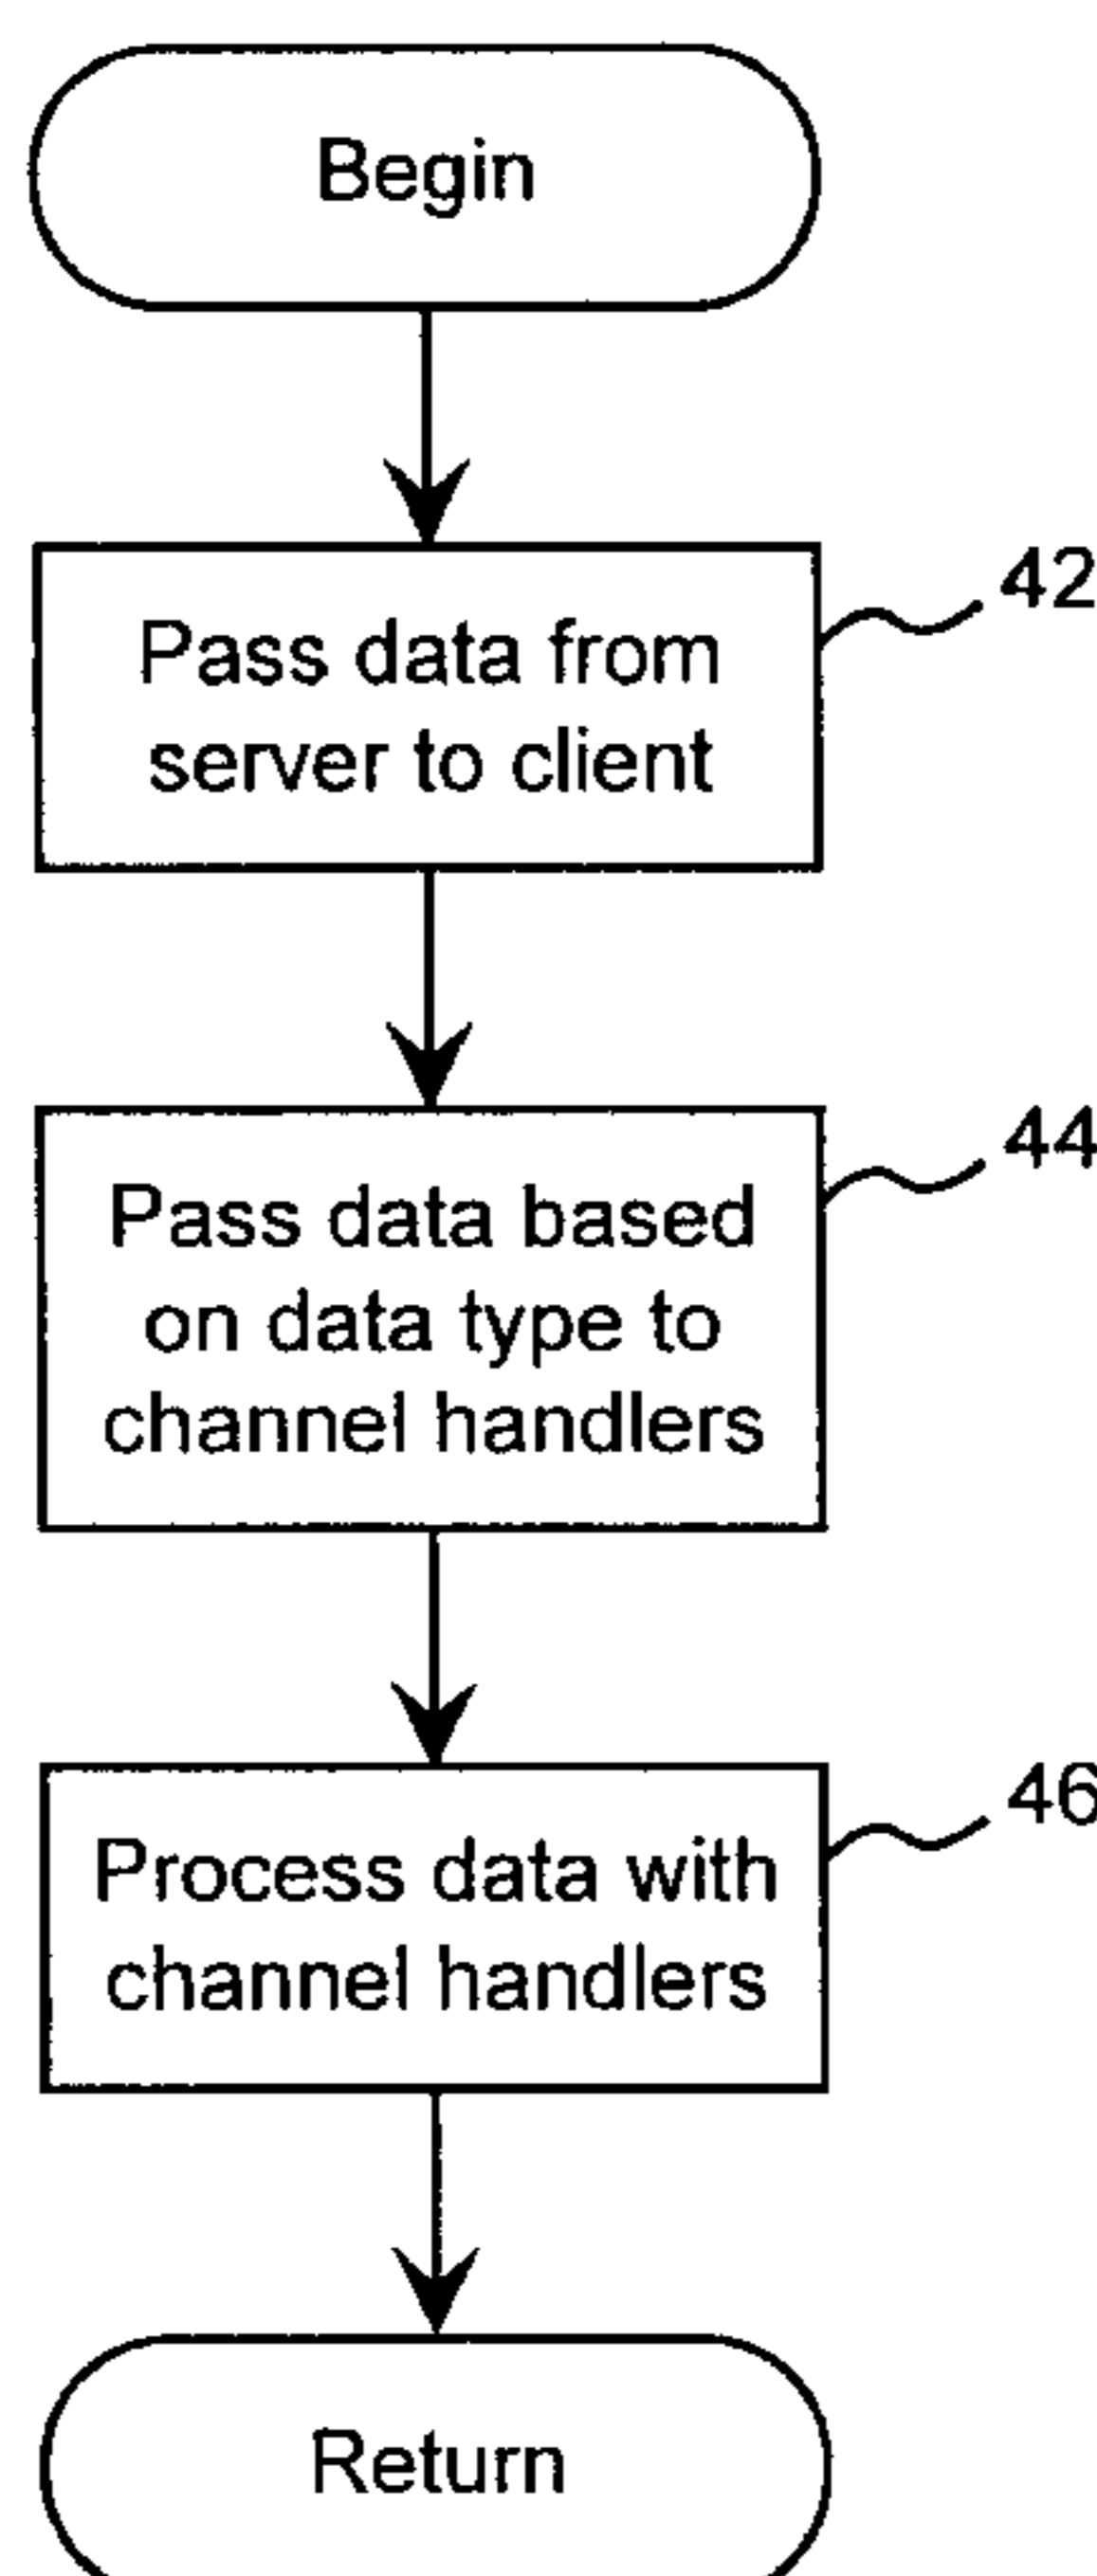 Begin
42
Pass data from
server to client
44
Pass data based
on data type to
channel handlers
46
Process data with
channel handlers
Return